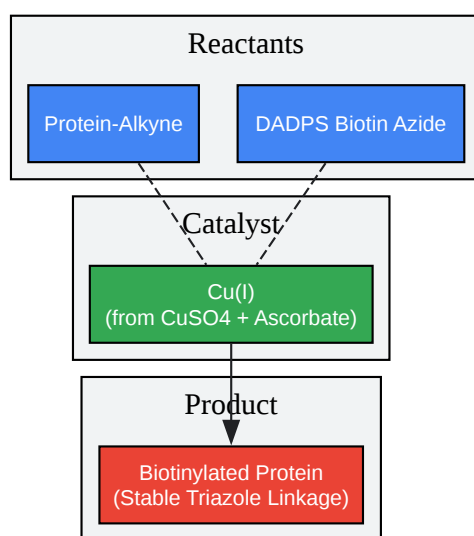 Reactants
Protein-Alkyne
DADPS Biotin Azide
Catalyst
Cu(I)
(from CuSO4 + Ascorbate)
Product
Biotinylated Protein
(Stable Triazole Linkage)